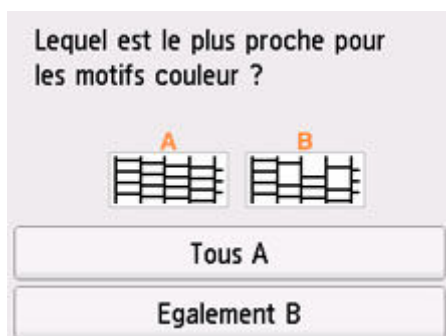 Lequel est le plus proche pour
les motifs couleur ?
A B
Tous A
Egalement B